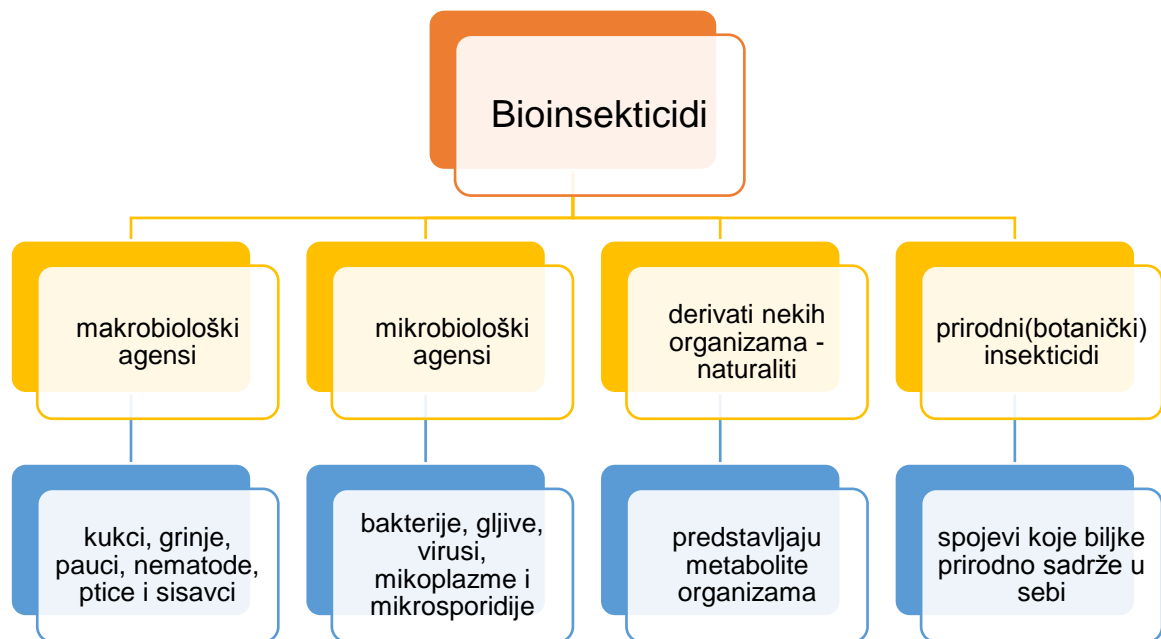 Bioinsekticidi
makrobiološki
agensi
mikrobiološki
agensi
derivati nekih
organizama -
naturaliti
prirodni(botanički)
insekticidi
kukci, grinje,
pauci, nematode,
ptice i sisavci
bakterije, gljive,
virusi,
mikoplazme i
mikrosporidije
predstavljaju
metabolite
organizama
spojevi koje biljke
prirodno sadrže u
sebi